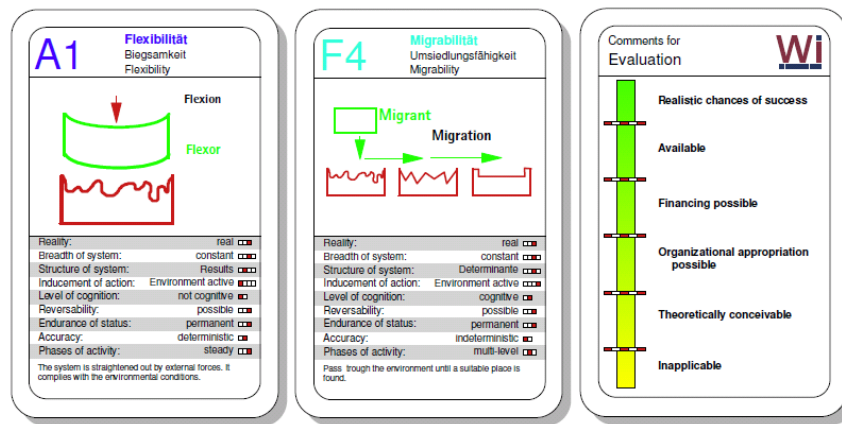 A1
Flexibilität
Biegsamkeit
Flexibility
Flexion
Flexor
Reality: real
Breadth of system: constant
Structure of system: Results
Inducement of action: Environment active
Level of cognition: not cognitive
Reversability: possible
Endurance of status: permanent
Accuracy: deterministic
Phases of activity: steady
The system is straightened out by external forces. It
complies with the environmental conditions.
F4
Migrabilität
Umsiedlungsfähigkeit
Migrability
Migrant
Migration
Reality: real
Breadth of system: constant
Structure of system: Determinante
Inducement of action: Environment active
Level of cognition: cognitive
Reversability: possible
Endurance of status: permanent
Accuracy: indeterministic
Phases of activity: multi-level
Pass trough the environment until a suitable place is
found.
Comments for
Evaluation
Wi
Realistic chances of success
Available
Financing possible
Organizational appropriation
possible
Theoretically conceivable
Inapplicable